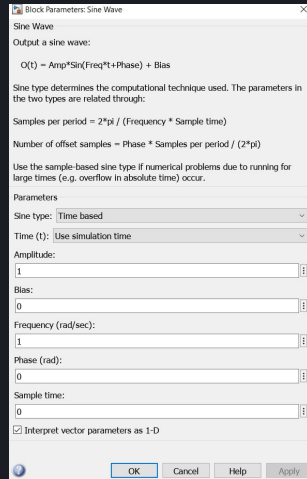 Block Parameters: Sine Wave
Sine Wave
Output a sine wave:
O(t) = Amp*Sin(Freq*t+Phase) + Bias
Sine type determines the computational technique used. The parameters in
the two types are related through:
Samples per period = 2*pi / (Frequency * Sample time)
Number of offset samples = Phase * Samples per period / (2*pi)
Use the sample-based sine type if numerical problems due to running for
large times (e.g. overflow in absolute time) occur.
Parameters
Sine type: Time based
Time (t): Use simulation time
Amplitude:
1
Bias:
0
Frequency (rad/sec):
1
Phase (rad):
0
Sample time:
0
Interpret vector parameters as 1-D
OK Cancel Help Apply